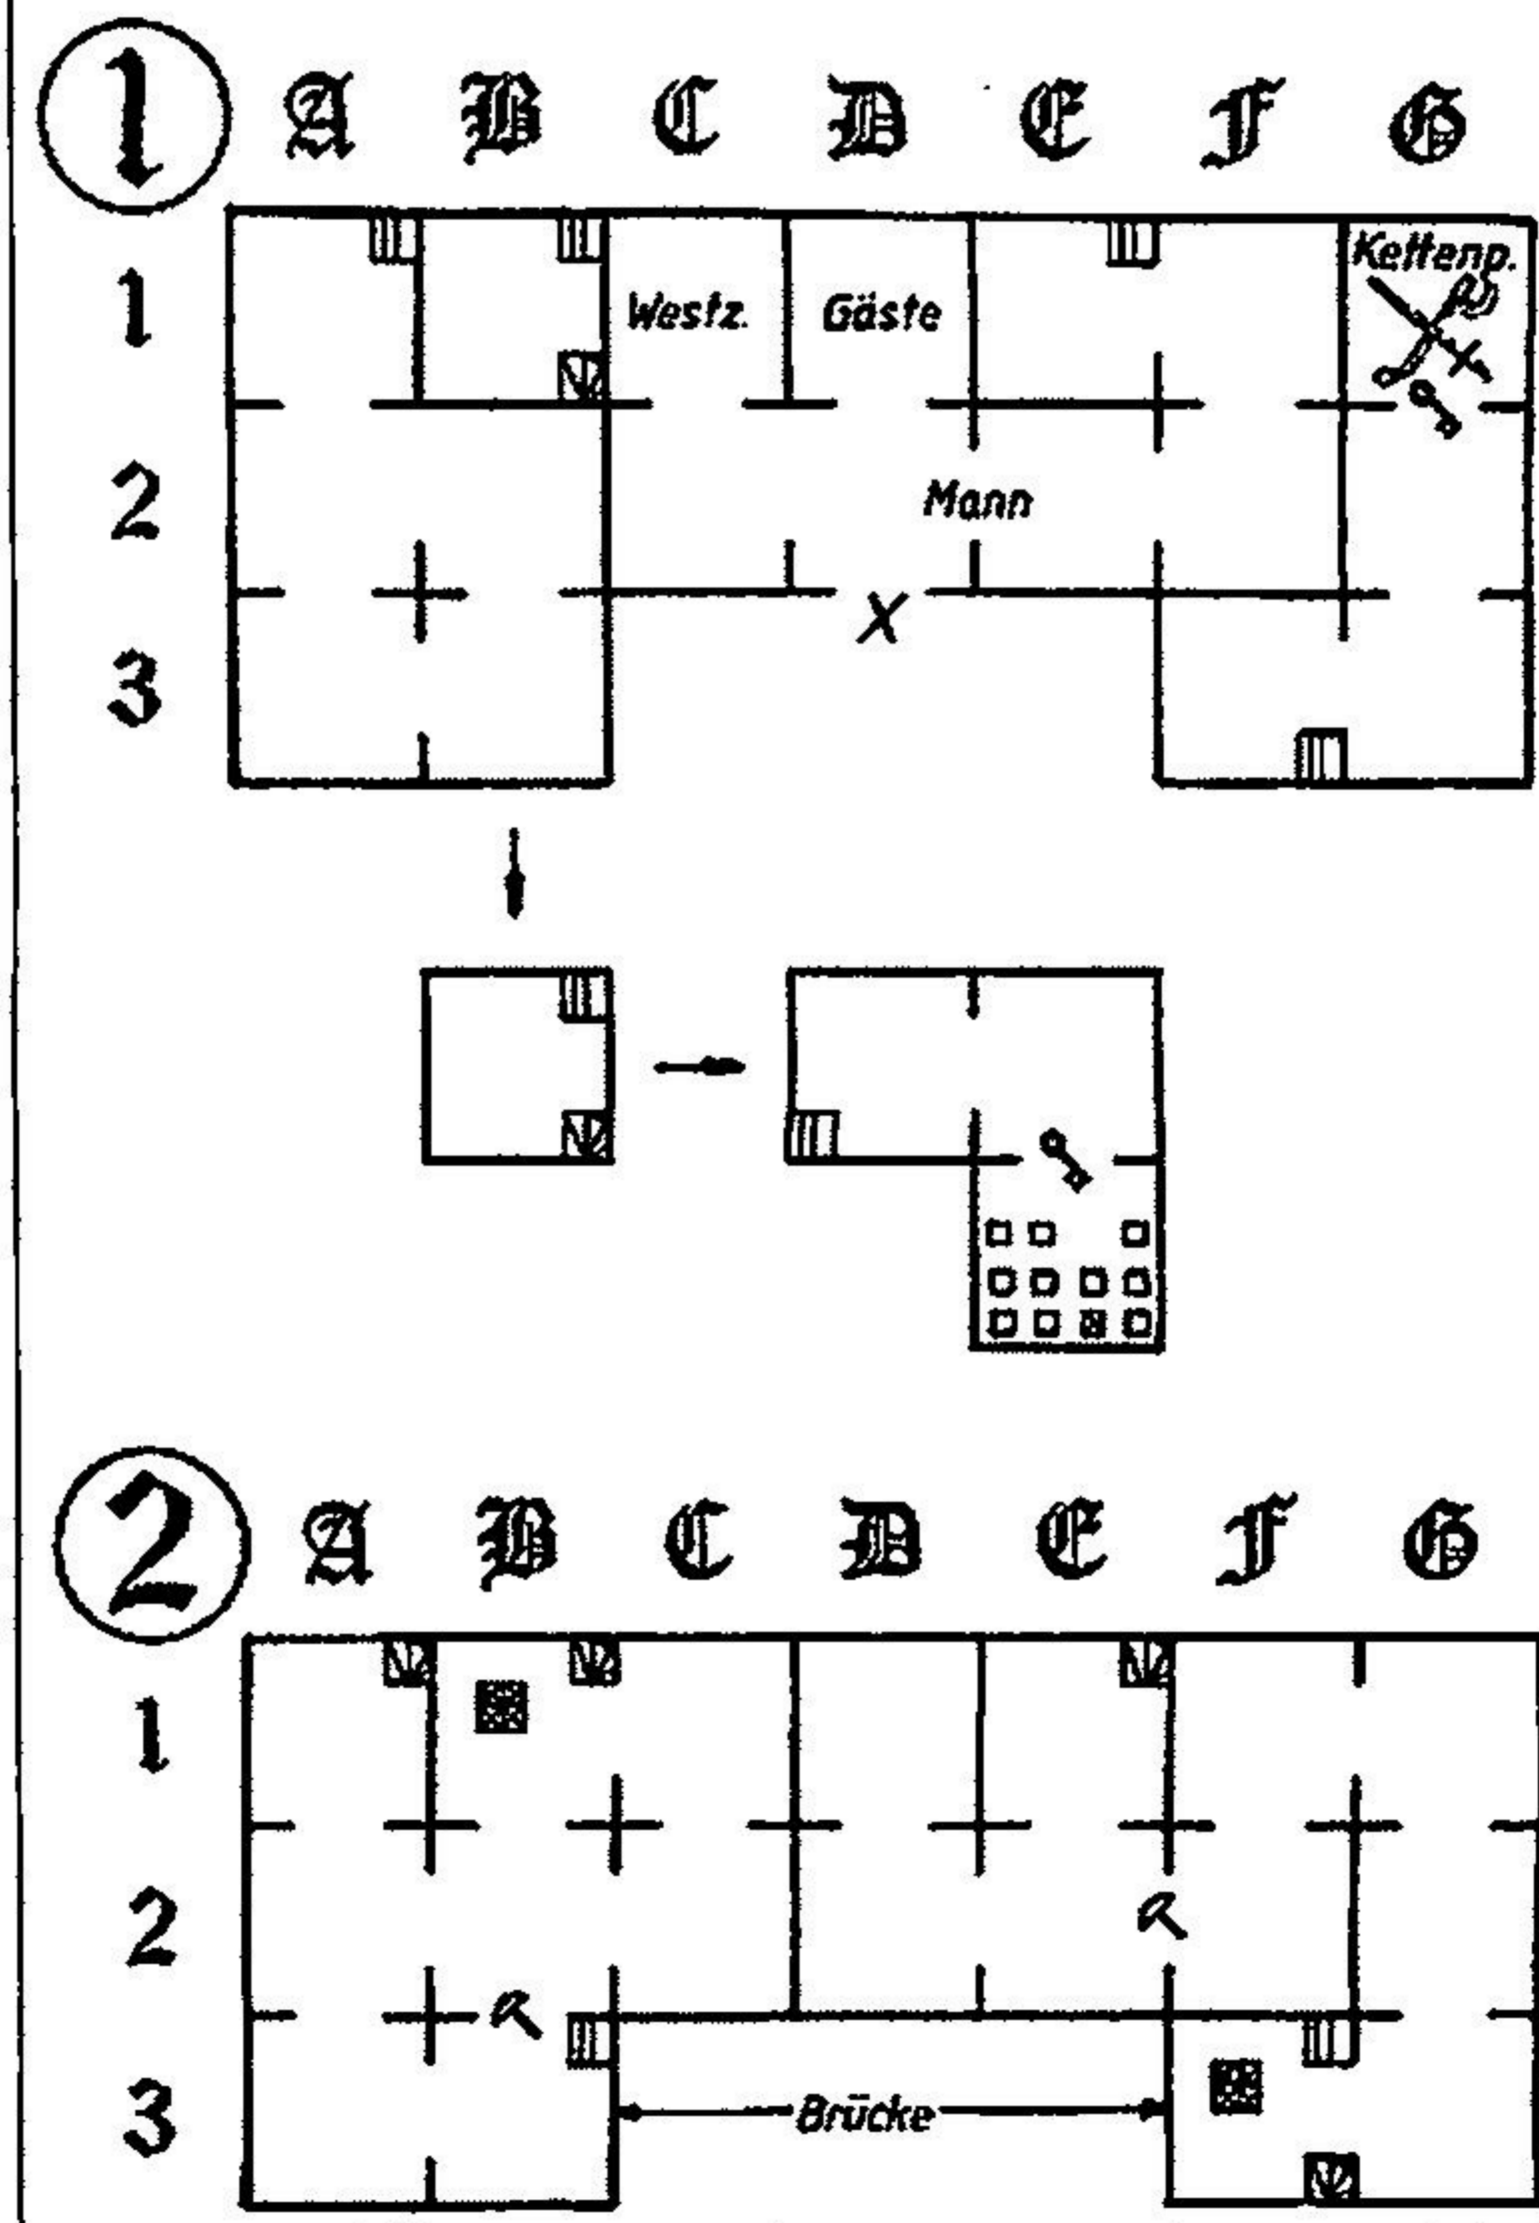 1 A B C D E F G
Kettenp.
1 Westz. Gäste
2 Mann
X
3
2 A B C D E F G
1
2
3 Brücke